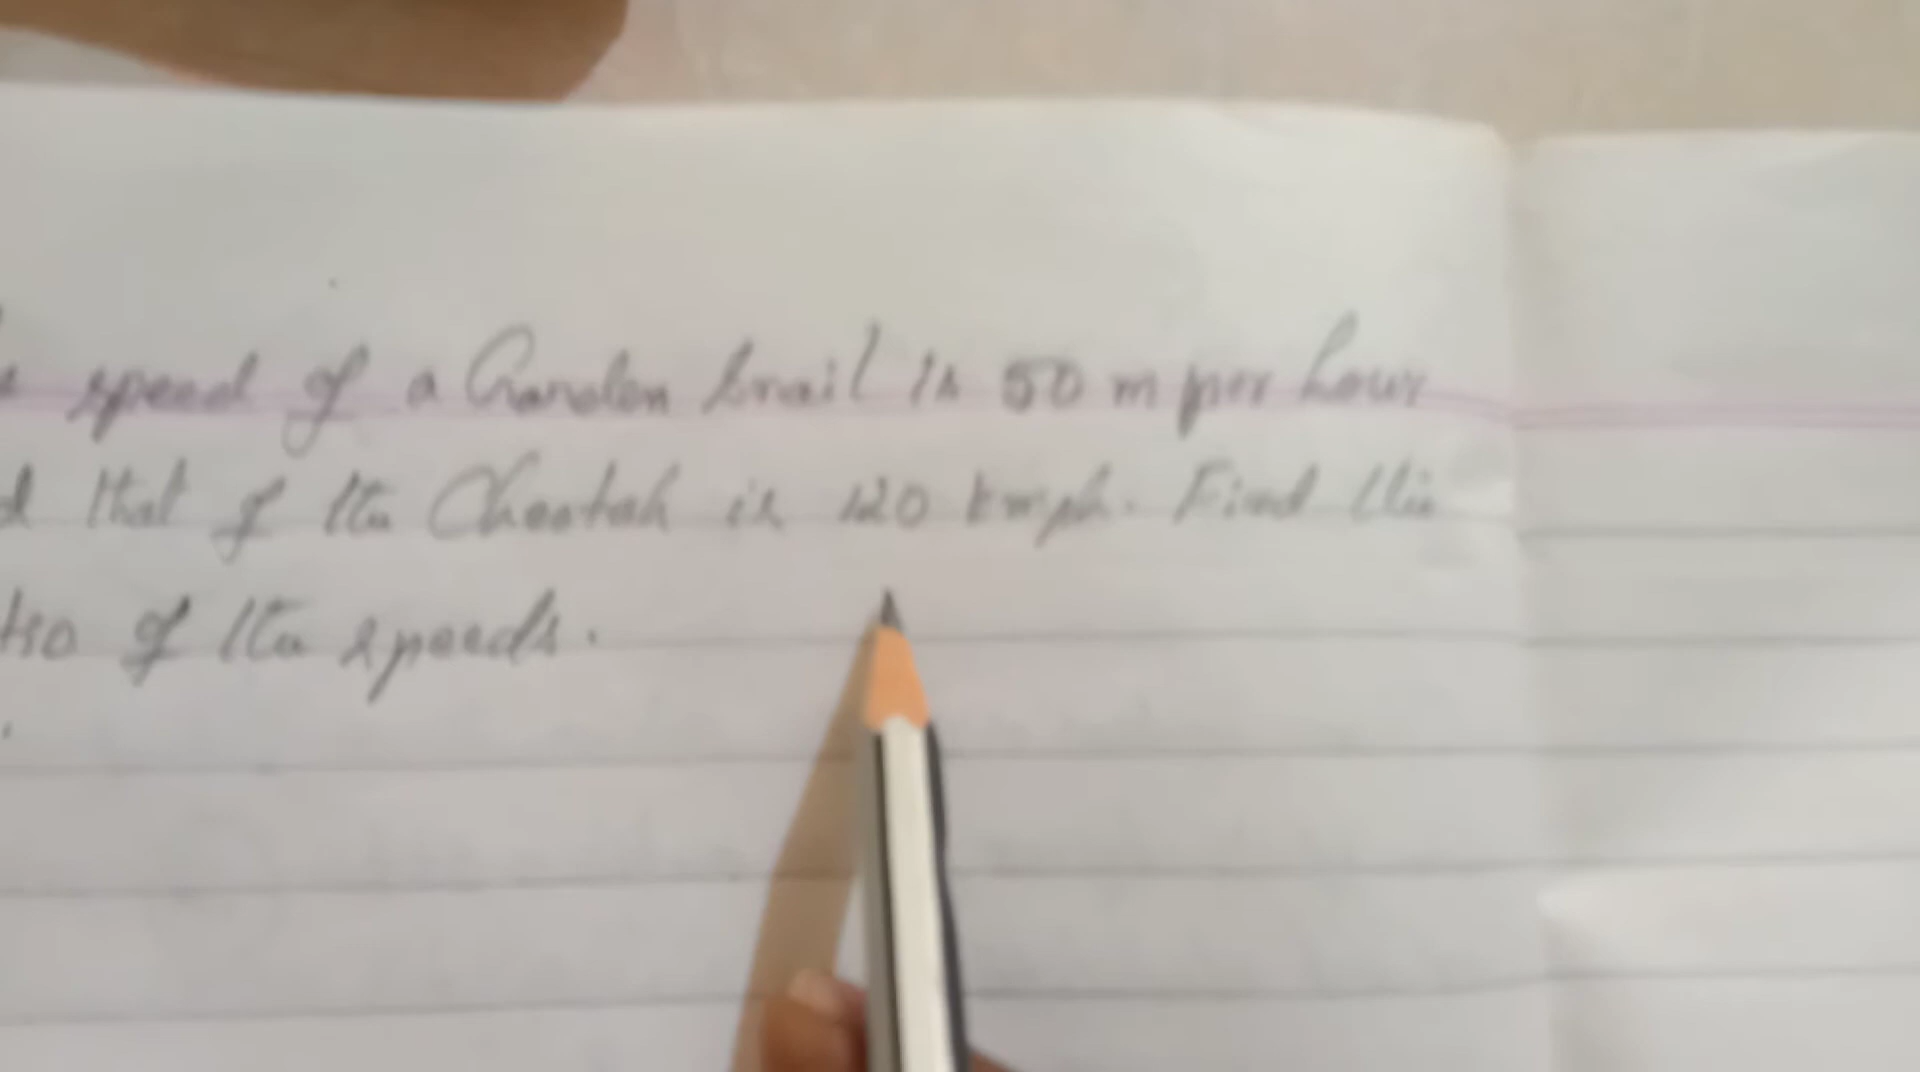 speed of a Garden Snail is 50 m per hour
that of the Cheetah is 120 kmph. Find the
of the speeds.